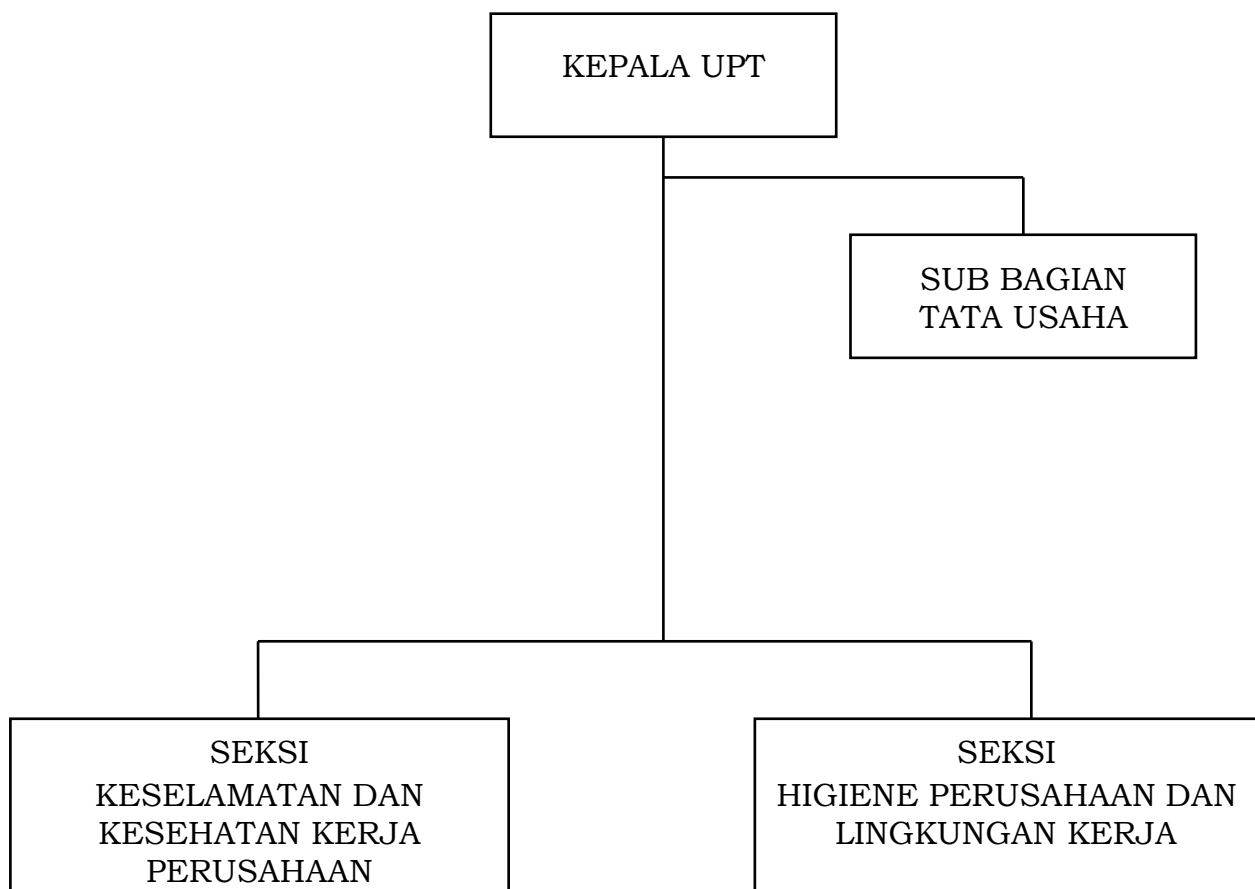 KEPALA UPT
SUB BAGIAN
TATA USAHA
SEKSI
KESELAMATAN DAN
KESEHATAN KERJA
PERUSAHAAN
SEKSI
HIGIENE PERUSAHAAN DAN
LINGKUNGAN KERJA